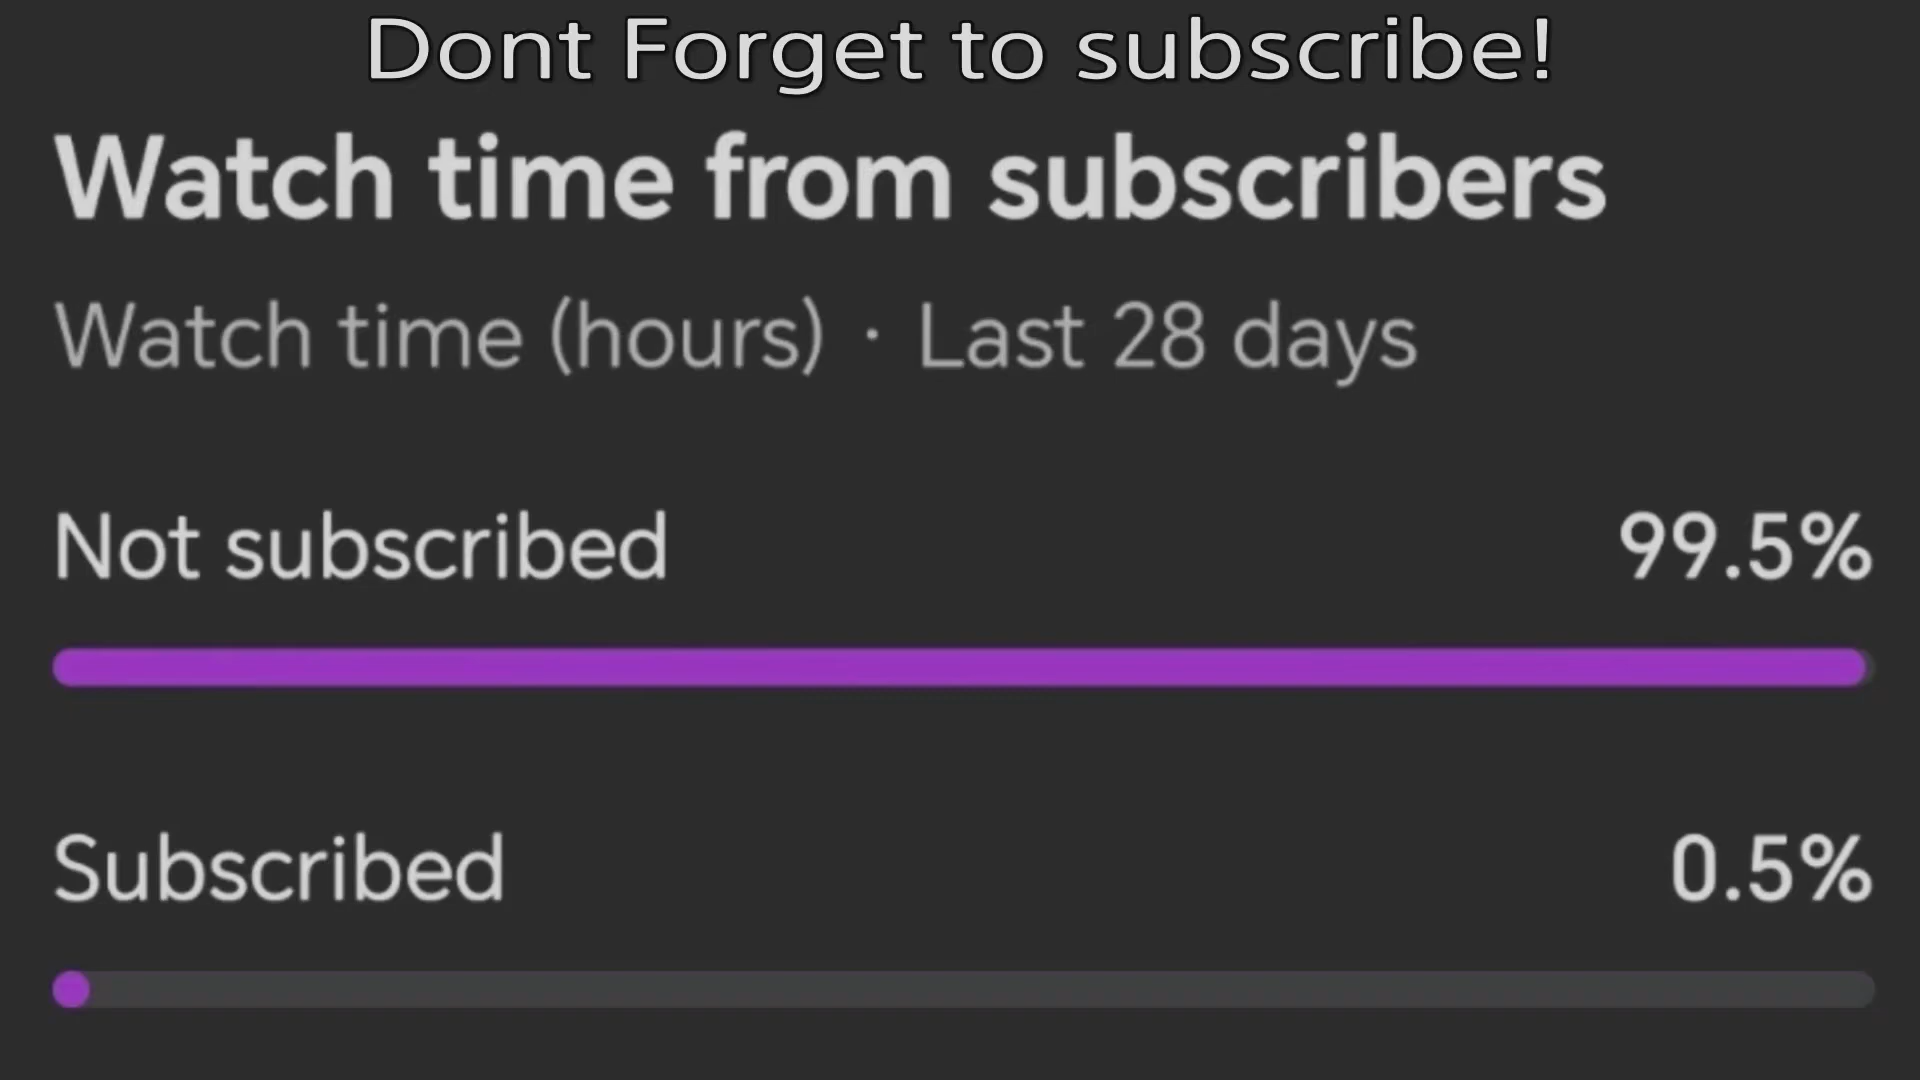 Dont Forget to subscribe!
Watch time from subscribers
Watch time (hours) · Last 28 days
Not subscribed 99.5%
Subscribed 0.5%